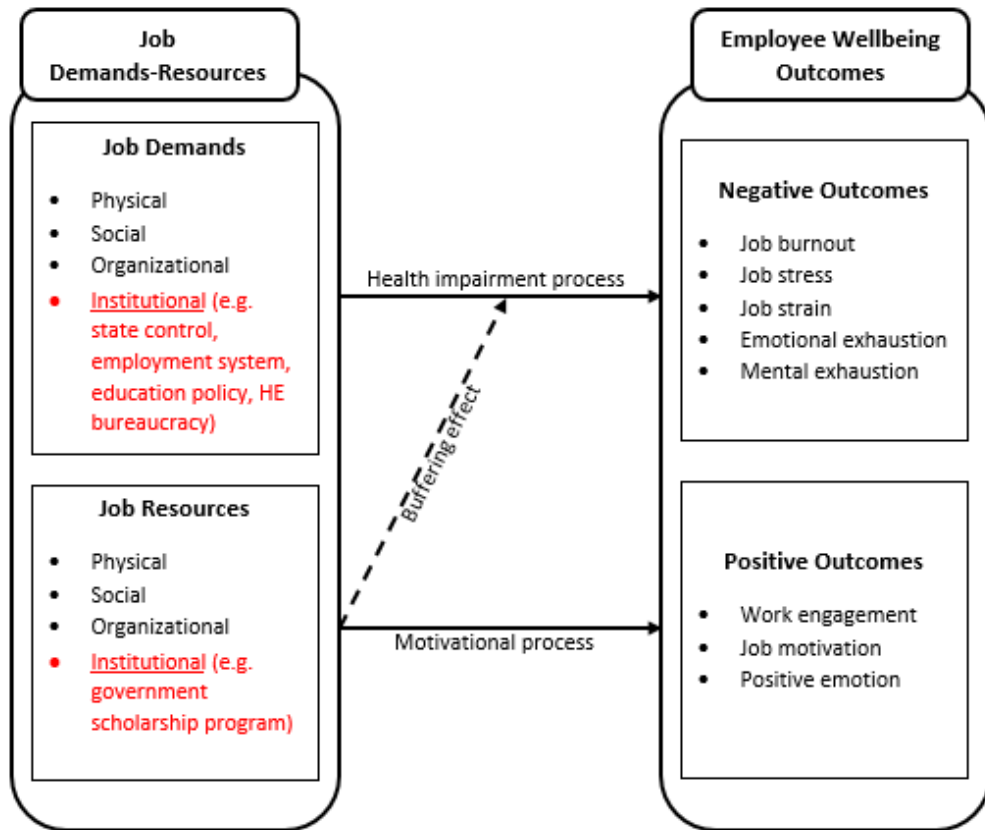 Job
Demands-Resources
Job Demands
• Physical
• Social
• Organizational
• Institutional (e.g.
state control,
employment system,
education policy, HE
bureaucracy)
Job Resources
• Physical
• Social
• Organizational
• Institutional (e.g.
government
scholarship program)
Health impairment process
Buffering effect
Motivational process
Employee Wellbeing
Outcomes
Negative Outcomes
• Job burnout
• Job stress
• Job strain
• Emotional exhaustion
• Mental exhaustion
Positive Outcomes
• Work engagement
• Job motivation
• Positive emotion